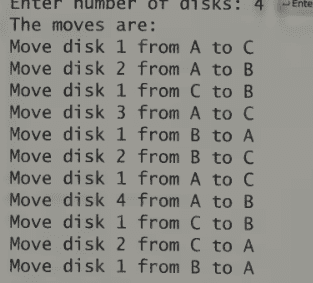 Enter number of disks: 4 Enter
The moves are:
Move disk 1 from A to C
Move disk 2 from A to B
Move disk 1 from C to B
Move disk 3 from A to C
Move disk 1 from B to A
Move disk 2 from B to C
Move disk 1 from A to C
Move disk 4 from A to B
Move disk 1 from C to B
Move disk 2 from C to A
Move disk 1 from B to A